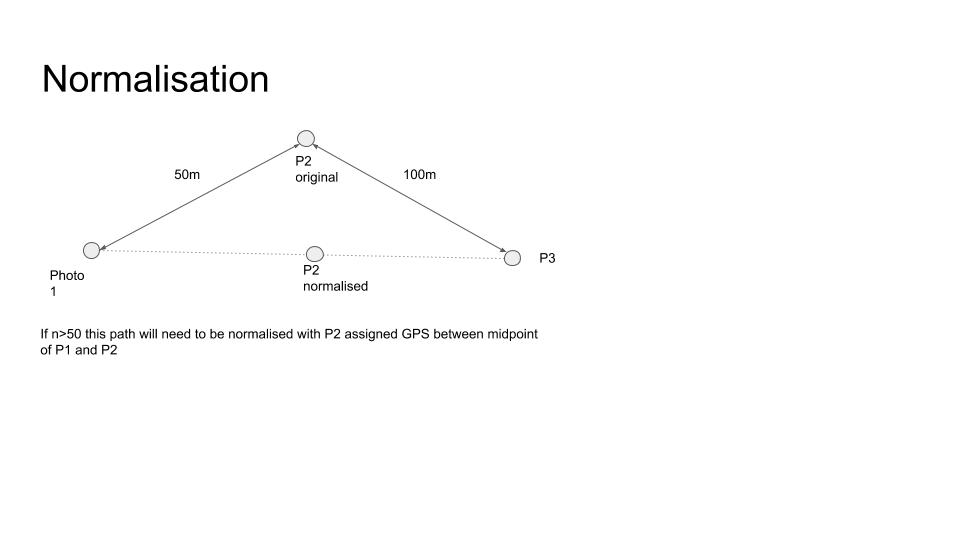 Normalisation
P2
original
50m
100m
Photo
1
P2
normalised
P3
If n>50 this path will need to be normalised with P2 assigned GPS between midpoint
of P1 and P2